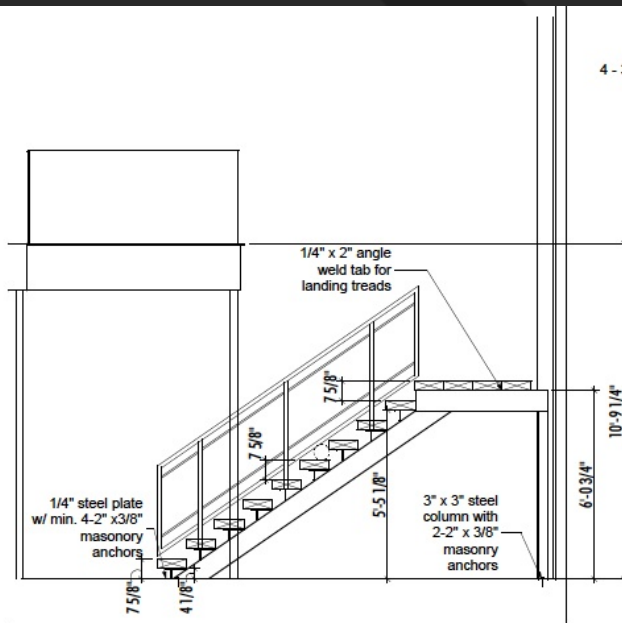 4 -
1/4" x 2" angle
weld tab for
landing treads
7 5/8"
7 5/8"
10'-9 1/4"
1/4" steel plate
w/ min. 4-2" x3/8"
masonory
anchors
5'-5 1/8"
3" x 3" steel
column with
2-2" x 3/8"
masonry
anchors
6'-0 3/4"
7 5/8"
4 1/8"